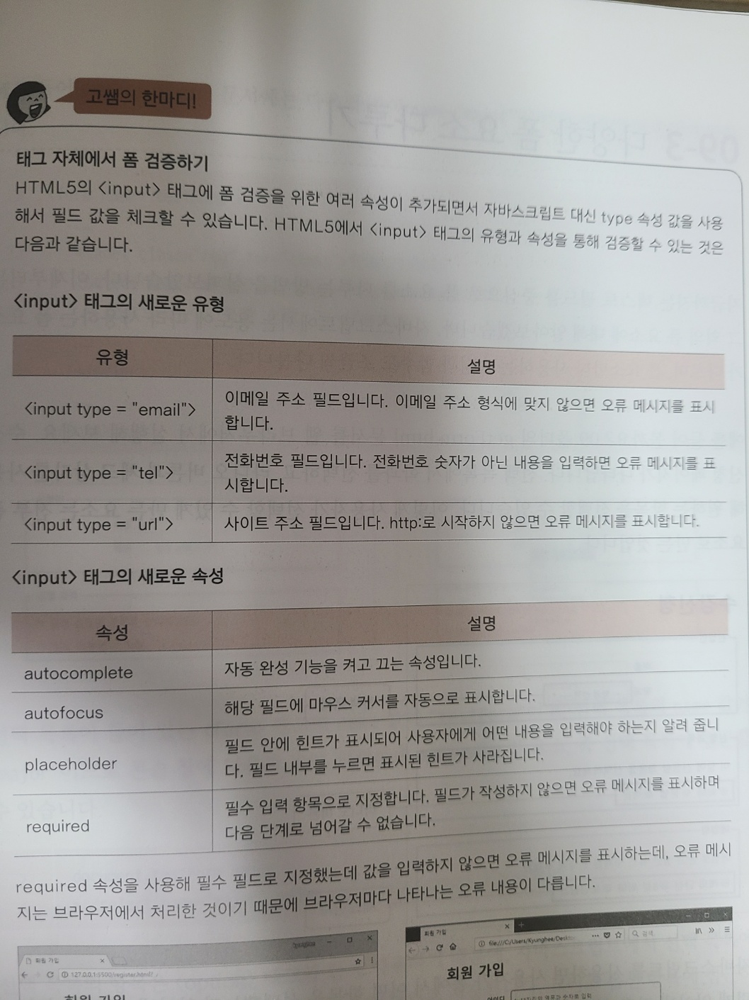 고쌤의 한마디!
태그 자체에서 폼 검증하기
HTML5의 <input> 태그에 폼 검증을 위한 여러 속성이 추가되면서 자바스크립트 대신 type 속성 값을 사용
해서 필드 값을 체크할 수 있습니다. HTML5에서 <input> 태그의 유형과 속성을 통해 검증할 수 있는 것은
다음과 같습니다.
<input> 태그의 새로운 유형
유형 설명
<input type = "email"> 이메일 주소 필드입니다. 이메일 주소 형식에 맞지 않으면 오류 메시지를 표시
합니다.
<input type = "tel"> 전화번호 필드입니다. 전화번호 숫자가 아닌 내용을 입력하면 오류 메시지를 표
시합니다.
<input type = "url"> 사이트 주소 필드입니다. http:로 시작하지 않으면 오류 메시지를 표시합니다.
<input> 태그의 새로운 속성
속성 설명
autocomplete 자동 완성 기능을 켜고 끄는 속성입니다.
autofocus 해당 필드에 마우스 커서를 자동으로 표시합니다.
placeholder 필드 안에 힌트가 표시되어 사용자에게 어떤 내용을 입력해야 하는지 알려 줍니
다. 필드 내부를 누르면 표시된 힌트가 사라집니다.
required 필수 입력 항목으로 지정합니다. 필드가 작성하지 않으면 오류 메시지를 표시하며
다음 단계로 넘어갈 수 없습니다.
required 속성을 사용해 필수 필드로 지정했는데 값을 입력하지 않으면 오류 메시지를 표시하는데, 오류 메시
지는 브라우저에서 처리한 것이기 때문에 브라우저마다 나타나는 오류 내용이 다릅니다.
회원 가입
127.0.0.1:5500/register.html?
회원 가입
회원 가입
file:///C:/Users/Kyunghee/Deskto
검색
회원 가입
아이디